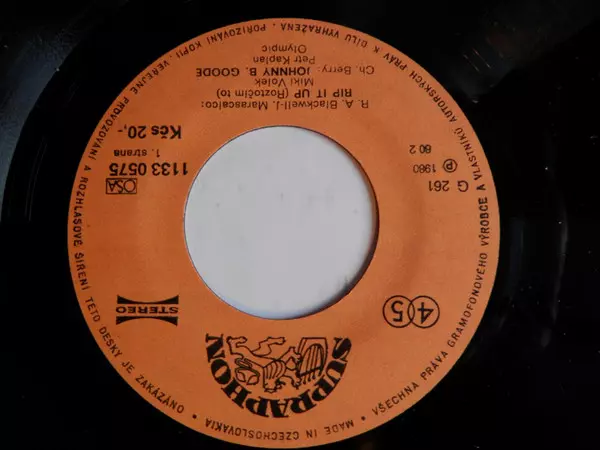 SUPRAPHON
45
STEREO
G 261
℗ 1980
80 2
1133 0575
1. strana
OSA
Kčs 20,-
R. A. Blackwell-J. Marascalco:
RIP IT UP (Roztočím to)
Miki Volek
Ch. Berry: JOHNNY B. GOODE
Petr Kaplan
Olympic
MADE IN CZECHOSLOVAKIA • VŠECHNA PRÁVA GRAMOFONOVÉHO VÝROBCE A VLASTNÍKŮ AUTORSKÝCH PRÁV K DÍLU VYHRAŽENA. POŘIZOVÁNÍ KOPIÍ, VEŘEJNÉ PROVOZOVÁNÍ A ROZHLASOVÉ ŠÍŘENÍ TÉTO DESKY JE ZAKÁZÁNO •